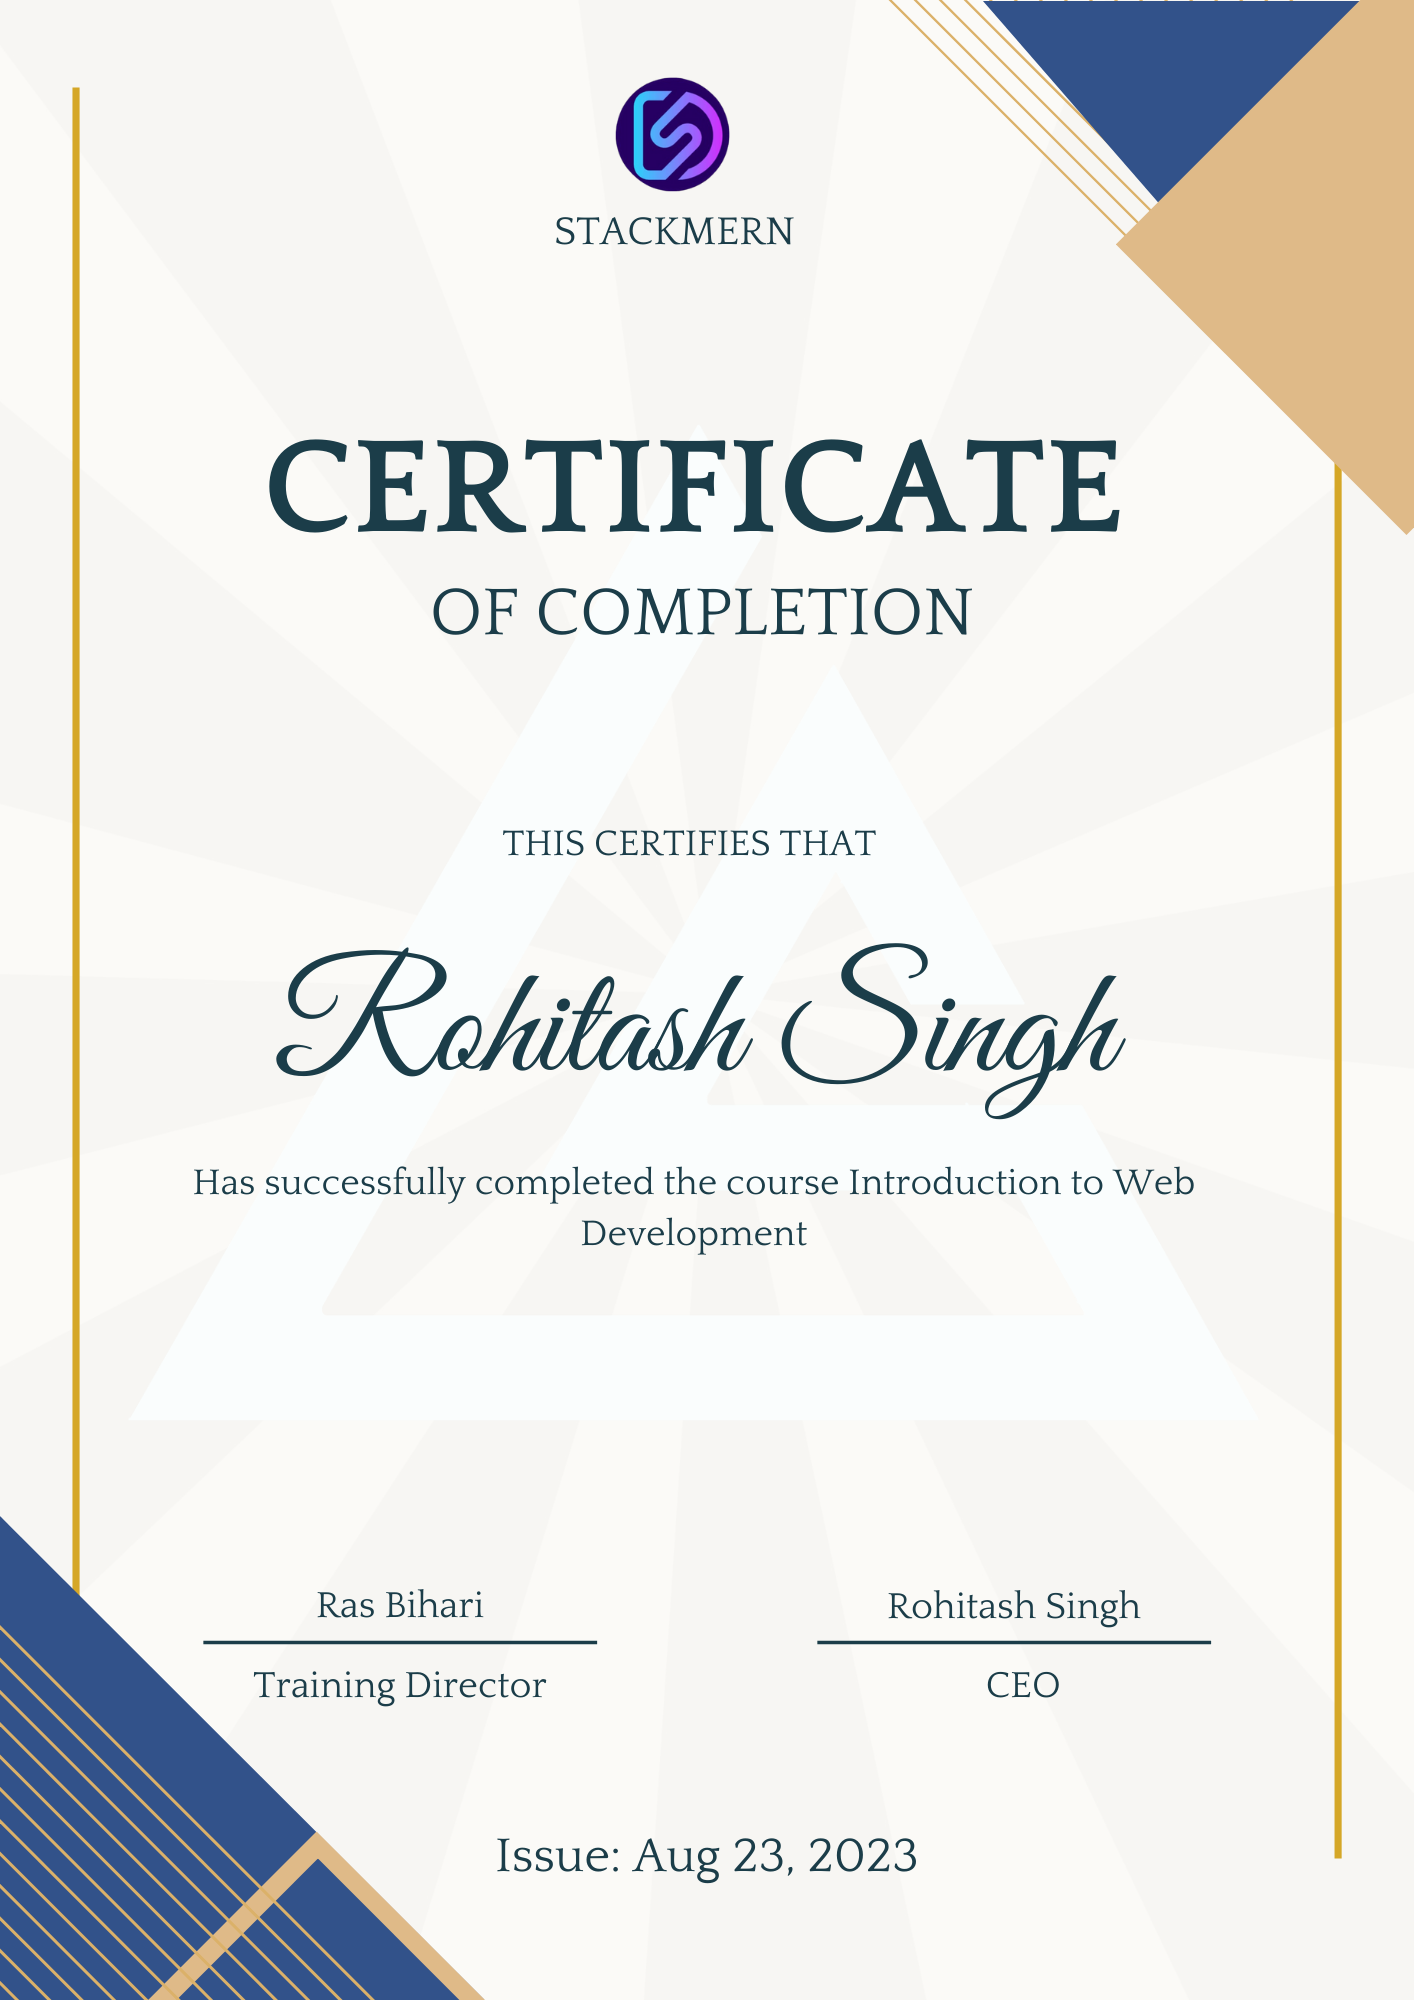 STACKMERN
CERTIFICATE
OF COMPLETION
THIS CERTIFIES THAT
Rohitash Singh
Has successfully completed the course Introduction to Web
Development
Ras Bihari
Training Director
Rohitash Singh
CEO
Issue: Aug 23, 2023